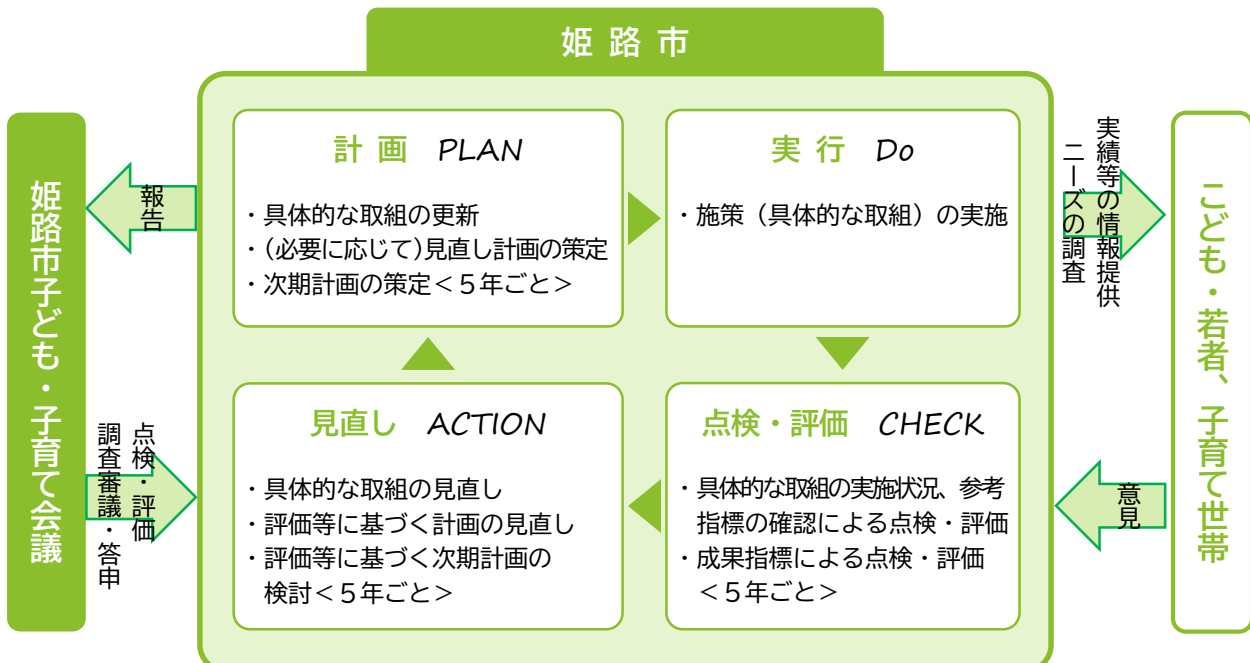 姫路市
姫路市子ども・子育て会議
報告
点検・評価
調査審議・答申
計画 PLAN
・具体的な取組の更新
・(必要に応じて)見直し計画の策定
・次期計画の策定<５年ごと>
実行 Do
・施策（具体的な取組）の実施
見直し ACTION
・具体的な取組の見直し
・評価等に基づく計画の見直し
・評価等に基づく次期計画の
検討<５年ごと>
点検・評価 CHECK
・具体的な取組の実施状況、参考
指標の確認による点検・評価
・成果指標による点検・評価
<５年ごと>
実績等の情報提供
ニーズの調査
意見
こども・若者、子育て世帯